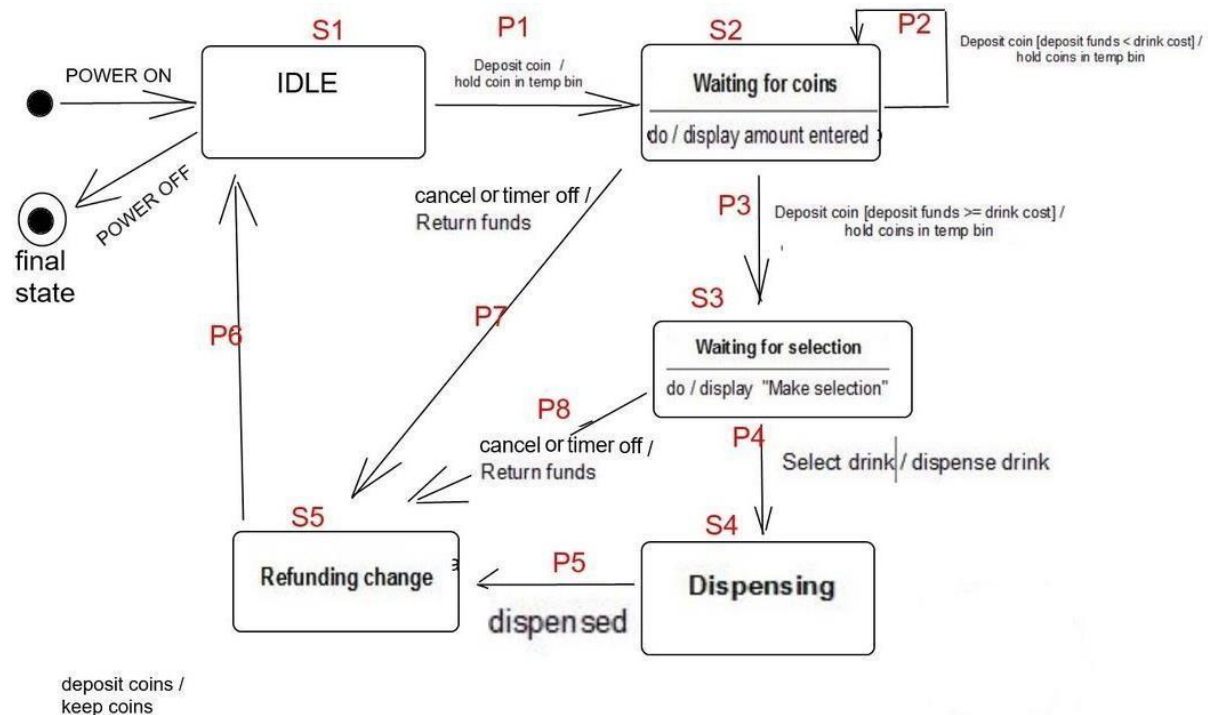 S1
P1
S2
P2
POWER ON
IDLE
Deposit coin /
hold coin in temp bin
Waiting for coins
do / display amount entered
Deposit coin [deposit funds < drink cost] /
hold coins in temp bin
POWER OFF
final
state
cancel or timer off /
Return funds
P3
Deposit coin [deposit funds >= drink cost] /
hold coins in temp bin
S3
P6
P7
Waiting for selection
do / display "Make selection"
P8
cancel or timer off /
Return funds
P4
Select drink / dispense drink
S5
S4
Refunding change
P5
dispensed
Dispensing
deposit coins /
keep coins